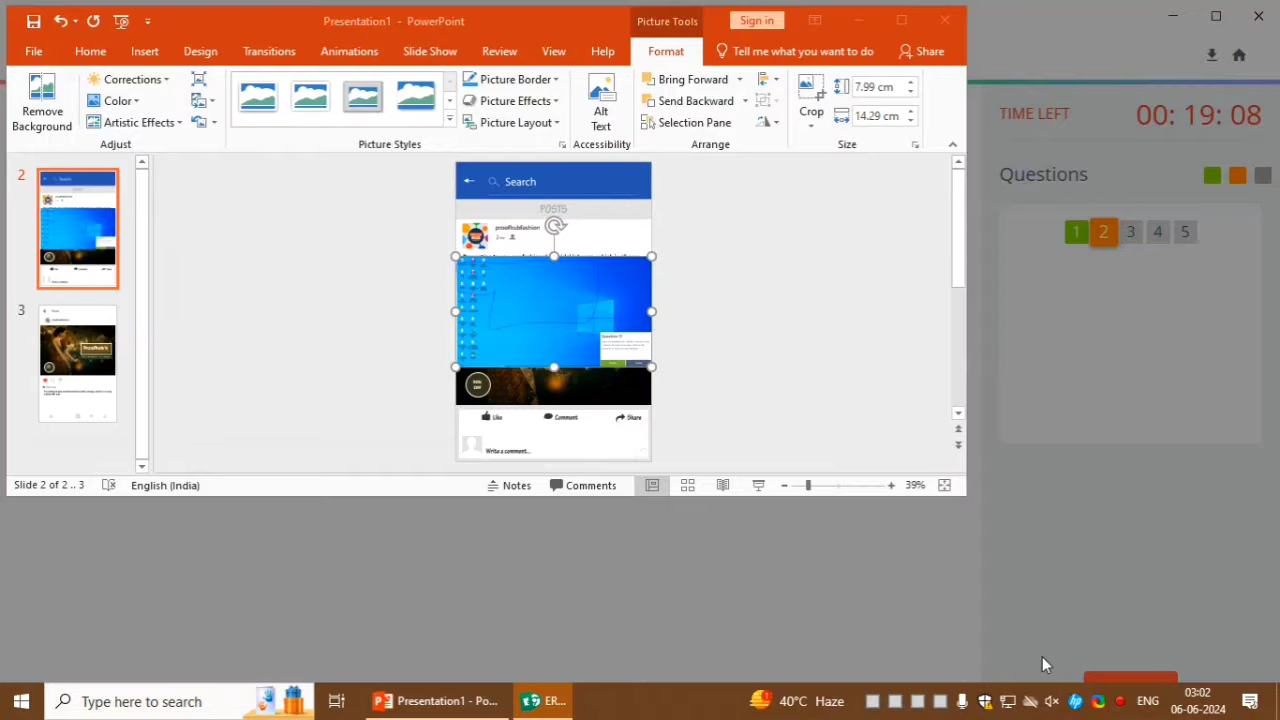 Presentation1 - PowerPoint
Picture Tools
Sign in
File
Home
Insert
Design
Transitions
Animations
Slide Show
Review
View
Help
Format
Tell me what you want to do
Share
Remove
Background
Corrections
Color
Artistic Effects
Adjust
Picture Styles
Picture Border
Picture Effects
Picture Layout
Alt
Text
Accessibility
Bring Forward
Send Backward
Selection Pane
Arrange
Crop
7.99 cm
14.29 cm
Size
TIME LEFT
00: 19: 08
Questions
1 2 3 4 5
2
3
Search
POSTS
Like
Comment
Share
Write a comment...
Slide 2 of 2 .. 3
English (India)
Notes
Comments
39%
Type here to search
Presentation1 - Po...
ER...
40°C Haze
ENG
03:02
06-06-2024